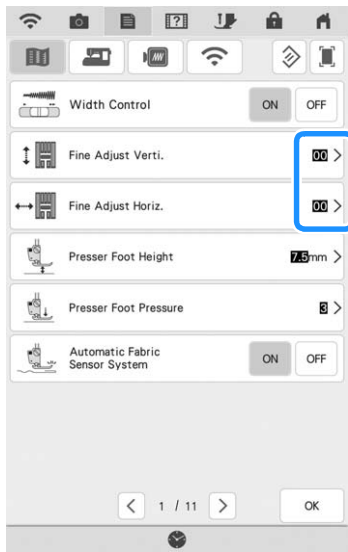 Width Control ON OFF
Fine Adjust Verti. 00
Fine Adjust Horiz. 00
Presser Foot Height 7.5mm
Presser Foot Pressure 3
Automatic Fabric
Sensor System ON OFF
1 / 11 OK